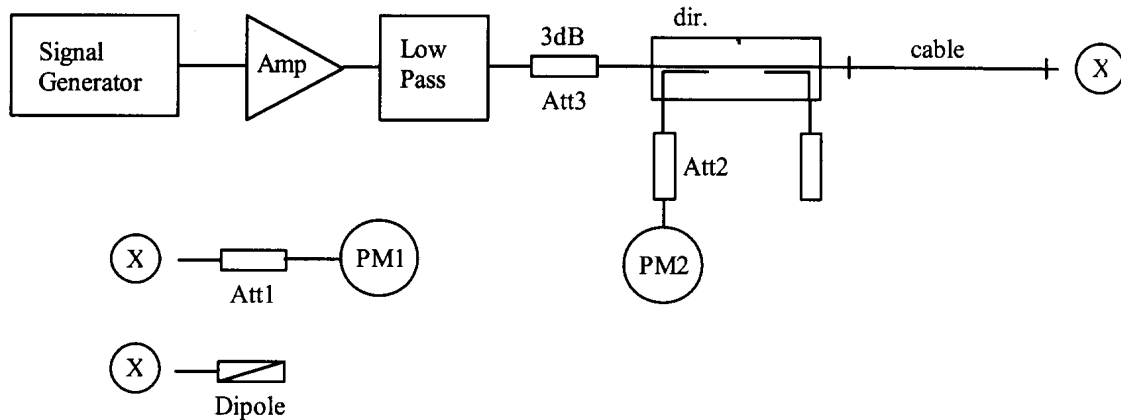 Signal
Generator
Amp
Low
Pass
3dB
Att3
dir.
cable
X
Att2
PM2
X
Att1
PM1
X
Dipole